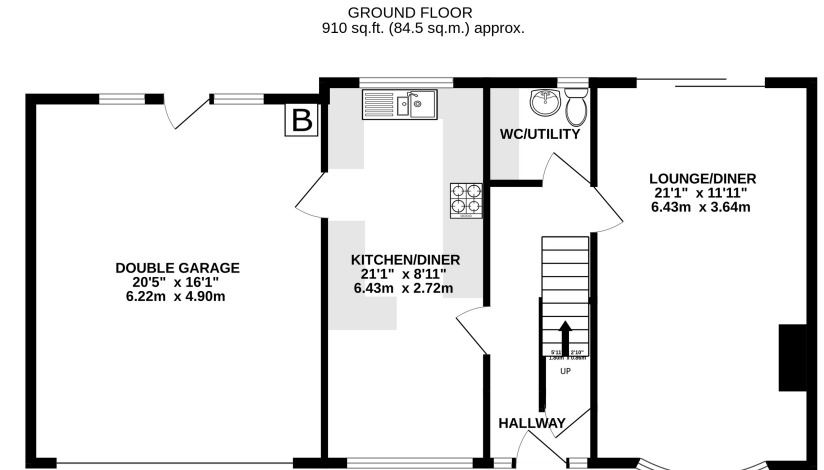 GROUND FLOOR
910 sq.ft. (84.5 sq.m.) approx.
B
WC/UTILITY
LOUNGE/DINER
21'1" x 11'11"
6.43m x 3.64m
KITCHEN/DINER
21'1" x 8'11"
6.43m x 2.72m
DOUBLE GARAGE
20'5" x 16'1"
6.22m x 4.90m
UP
HALLWAY